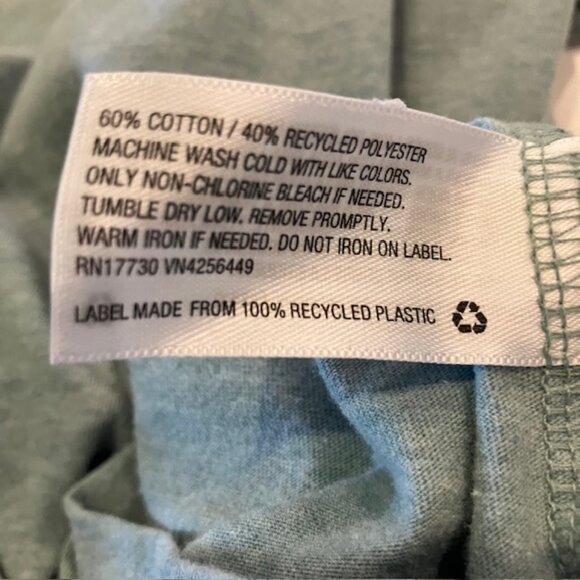 60% COTTON / 40% RECYCLED POLYESTER
MACHINE WASH COLD WITH LIKE COLORS.
ONLY NON-CHLORINE BLEACH IF NEEDED.
TUMBLE DRY LOW. REMOVE PROMPTLY.
WARM IRON IF NEEDED. DO NOT IRON ON LABEL.
RN17730 VN4256449
LABEL MADE FROM 100% RECYCLED PLASTIC